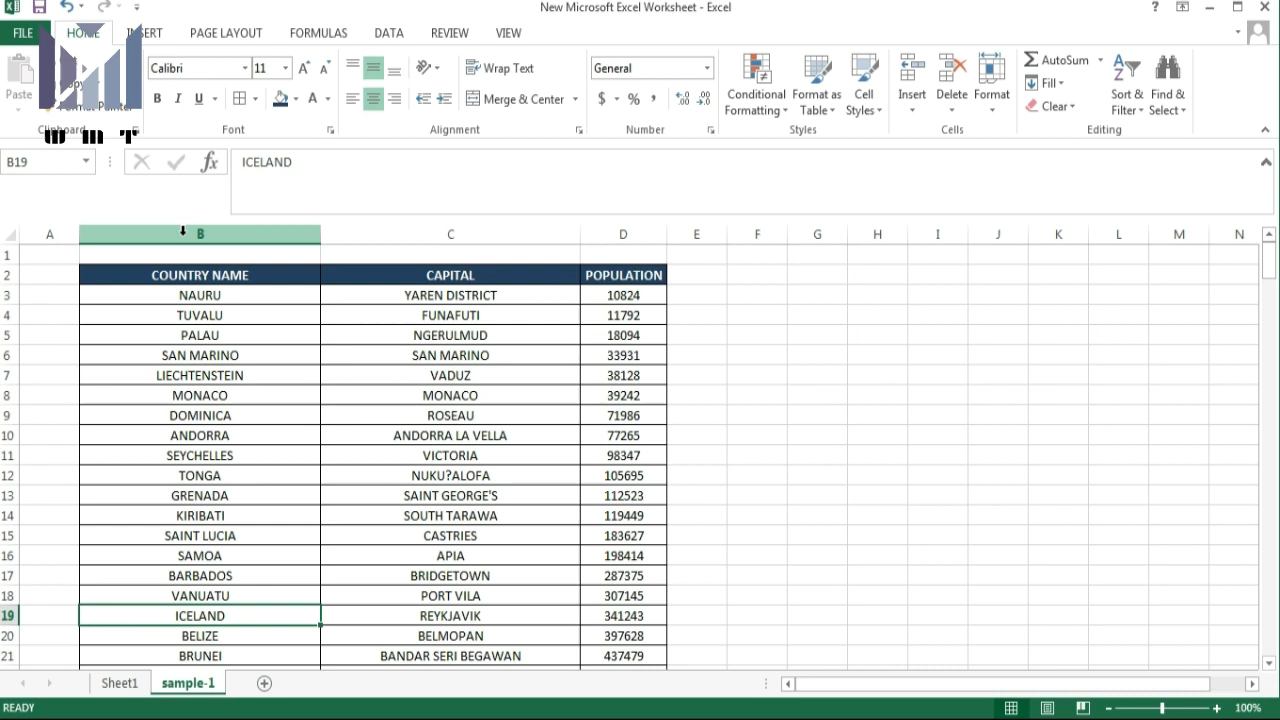 New Microsoft Excel Worksheet - Excel
FILE HOME INSERT PAGE LAYOUT FORMULAS DATA REVIEW VIEW
Calibri 11 Wrap Text General AutoSum
Paste Copy Conditional Formatting Format as Table Cell Styles Insert Delete Format Fill Sort & Filter Find & Select
Format Painter B I U A Merge & Center $ % , Clear
Clipboard Font Alignment Number Styles Cells Editing
WMT
B19 fx ICELAND
A B C D E F G H I J K L M N
1
2 COUNTRY NAME CAPITAL POPULATION
3 NAURU YAREN DISTRICT 10824
4 TUVALU FUNAFUTI 11792
5 PALAU NGERULMUD 18094
6 SAN MARINO SAN MARINO 33931
7 LIECHTENSTEIN VADUZ 38128
8 MONACO MONACO 39242
9 DOMINICA ROSEAU 71986
10 ANDORRA ANDORRA LA VELLA 77265
11 SEYCHELLES VICTORIA 98347
12 TONGA NUKU?ALOFA 105695
13 GRENADA SAINT GEORGE'S 112523
14 KIRIBATI SOUTH TARAWA 119449
15 SAINT LUCIA CASTRIES 183627
16 SAMOA APIA 198414
17 BARBADOS BRIDGETOWN 287375
18 VANUATU PORT VILA 307145
19 ICELAND REYKJAVIK 341243
20 BELIZE BELMOPAN 397628
21 BRUNEI BANDAR SERI BEGAWAN 437479
Sheet1 sample-1
READY 100%